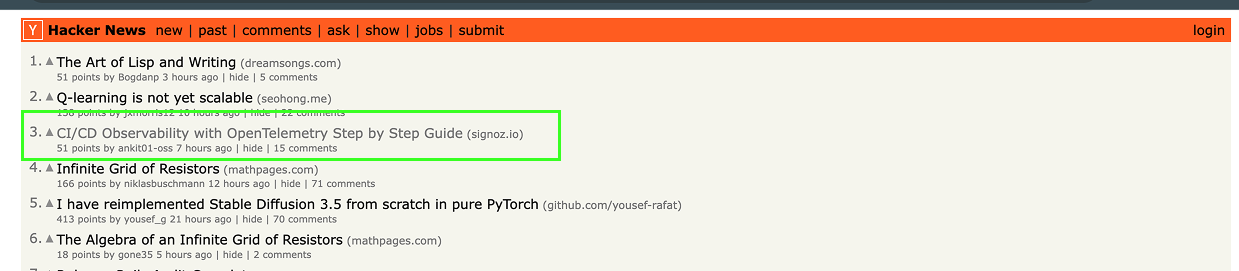 Y Hacker News new | past | comments | ask | show | jobs | submit login
1. ▲ The Art of Lisp and Writing (dreamsongs.com)
51 points by Bogdanp 3 hours ago | hide | 5 comments
2. ▲ Q-learning is not yet scalable (seohong.me)
158 points by jxmorris12 16 hours ago | hide | 22 comments
3. ▲ CI/CD Observability with OpenTelemetry Step by Step Guide (signoz.io)
51 points by ankit01-oss 7 hours ago | hide | 15 comments
4. ▲ Infinite Grid of Resistors (mathpages.com)
166 points by niklasbuschmann 12 hours ago | hide | 71 comments
5. ▲ I have reimplemented Stable Diffusion 3.5 from scratch in pure PyTorch (github.com/yousef-rafat)
413 points by yousef_g 21 hours ago | hide | 70 comments
6. ▲ The Algebra of an Infinite Grid of Resistors (mathpages.com)
18 points by gone35 5 hours ago | hide | 2 comments